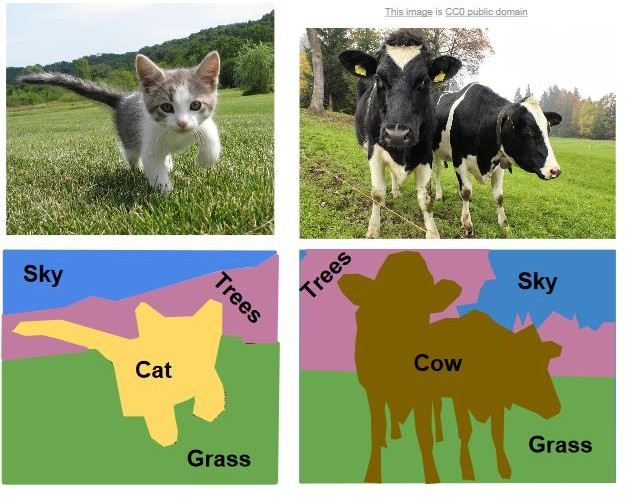 This image is CC0 public domain
Sky
Trees
Cat
Grass
Trees
Sky
Cow
Grass